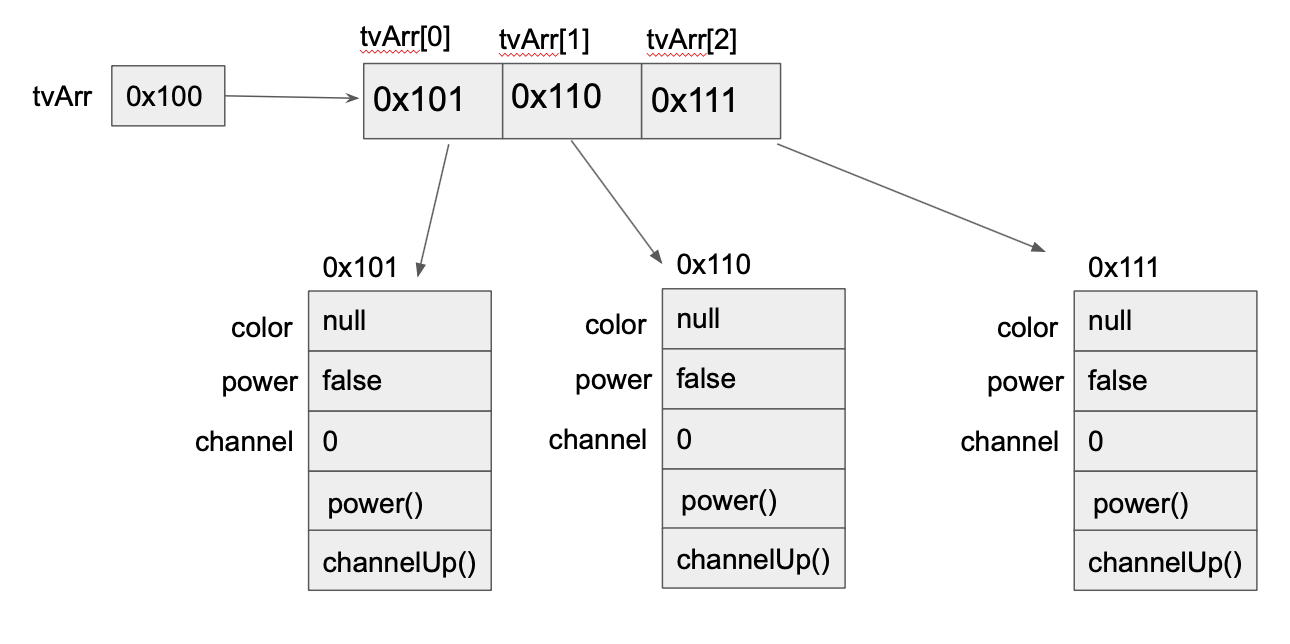 tvArr[0] tvArr[1] tvArr[2]
tvArr 0x100 0x101 0x110 0x111
0x101 0x110 0x111
color null color null color null
power false power false power false
channel 0 channel 0 channel 0
power() power() power()
channelUp() channelUp() channelUp()